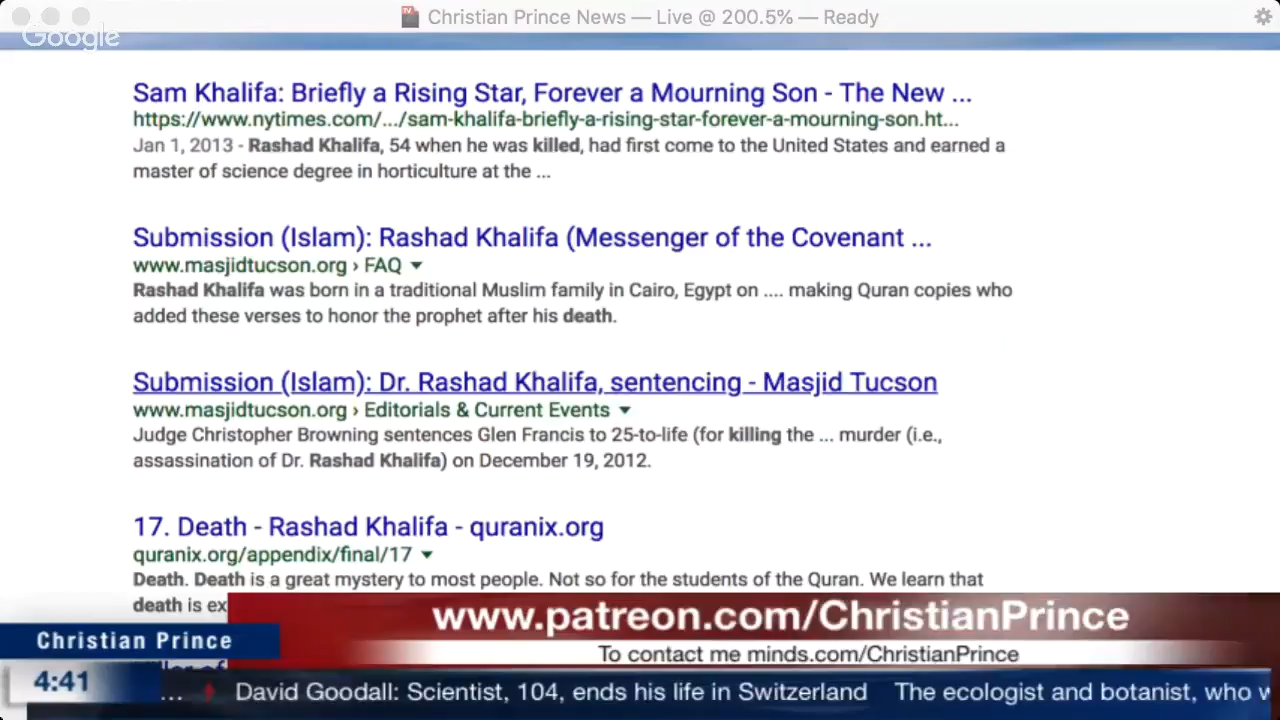 Christian Prince News — Live @ 200.5% — Ready
Google
Sam Khalifa: Briefly a Rising Star, Forever a Mourning Son - The New ...
https://www.nytimes.com/.../sam-khalifa-briefly-a-rising-star-forever-a-mourning-son.ht...
Jan 1, 2013 - Rashad Khalifa, 54 when he was killed, had first come to the United States and earned a
master of science degree in horticulture at the ...
Submission (Islam): Rashad Khalifa (Messenger of the Covenant ...
www.masjidtucson.org › FAQ
Rashad Khalifa was born in a traditional Muslim family in Cairo, Egypt on .... making Quran copies who
added these verses to honor the prophet after his death.
Submission (Islam): Dr. Rashad Khalifa, sentencing - Masjid Tucson
www.masjidtucson.org › Editorials & Current Events
Judge Christopher Browning sentences Glen Francis to 25-to-life (for killing the ... murder (i.e.,
assassination of Dr. Rashad Khalifa) on December 19, 2012.
17. Death - Rashad Khalifa - quranix.org
quranix.org/appendix/final/17
Death. Death is a great mystery to most people. Not so for the students of the Quran. We learn that
death is ex
www.patreon.com/ChristianPrince
Christian Prince
To contact me minds.com/ChristianPrince
4:41
... David Goodall: Scientist, 104, ends his life in Switzerland The ecologist and botanist, who w